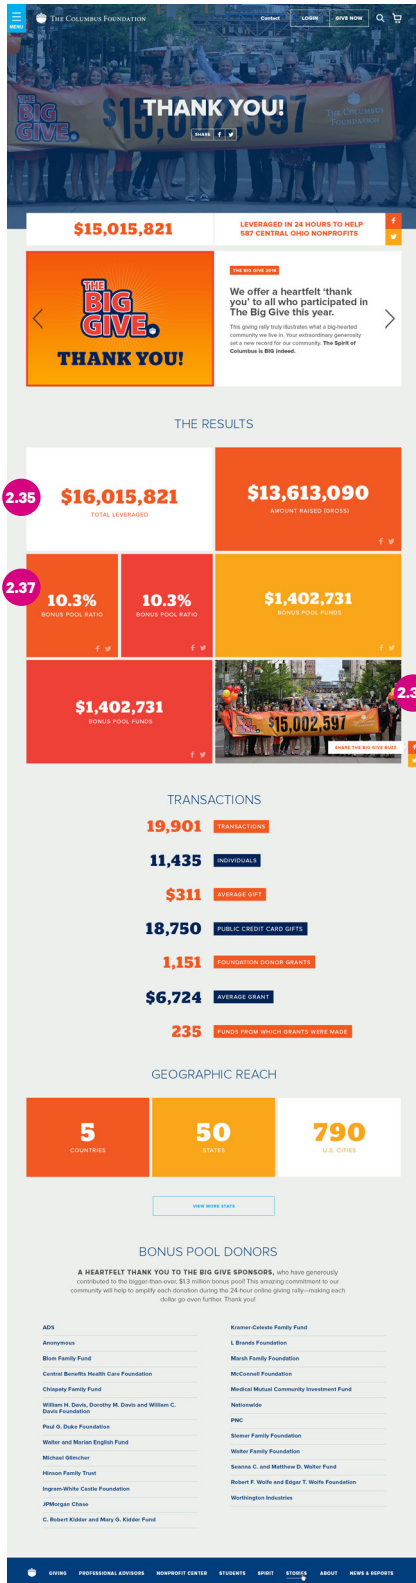 MENU
THE COLUMBUS FOUNDATION
Contact
LOGIN
GIVE NOW
THE BIG GIVE.
$15,002,597
THE COLUMBUS
FOUNDATION
THANK YOU!
SHARE
$15,015,821
LEVERAGED IN 24 HOURS TO HELP
587 CENTRAL OHIO NONPROFITS
THE
BIG
GIVE.
THANK YOU!
THE BIG GIVE 2016
We offer a heartfelt ‘thank
you’ to all who participated in
The Big Give this year.
This giving rally truly illustrates what a big-hearted
community we live in. Your extraordinary generosity
set a new record for our community. The Spirit of
Columbus is BIG indeed.
THE RESULTS
2.35
$16,015,821
TOTAL LEVERAGED
$13,613,090
AMOUNT RAISED (GROSS)
2.37
10.3%
BONUS POOL RATIO
10.3%
BONUS POOL RATIO
$1,402,731
BONUS POOL FUNDS
$1,402,731
BONUS POOL FUNDS
$15,002,597
2.3
SHARE THE BIG GIVE BUZZ
TRANSACTIONS
19,901 TRANSACTIONS
11,435 INDIVIDUALS
$311 AVERAGE GIFT
18,750 PUBLIC CREDIT CARD GIFTS
1,151 FOUNDATION DONOR GRANTS
$6,724 AVERAGE GRANT
235 FUNDS FROM WHICH GRANTS WERE MADE
GEOGRAPHIC REACH
5
COUNTRIES
50
STATES
790
U.S. CITIES
VIEW MORE STATS
BONUS POOL DONORS
A HEARTFELT THANK YOU TO THE BIG GIVE SPONSORS, who have generously
contributed to the bigger-than-ever, $1.3 million bonus pool! This amazing commitment to our
community will help to amplify each donation during the 24-hour online giving rally—making each
dollar go even further. Thank you!
ADS
Anonymous
Blom Family Fund
Central Benefits Health Care Foundation
Chlapaty Family Fund
William H. Davis, Dorothy M. Davis and William C.
Davis Foundation
Paul G. Duke Foundation
Walter and Marian English Fund
Michael Glimcher
Hinson Family Trust
Ingram-White Castle Foundation
JPMorgan Chase
C. Robert Kidder and Mary G. Kidder Fund
Kramer-Celeste Family Fund
L Brands Foundation
Marsh Family Foundation
McConnell Foundation
Medical Mutual Community Investment Fund
Nationwide
PNC
Siemer Family Foundation
Walter Family Foundation
Seanna C. and Matthew D. Walter Fund
Robert F. Wolfe and Edgar T. Wolfe Foundation
Worthington Industries
GIVING
PROFESSIONAL ADVISORS
NONPROFIT CENTER
STUDENTS
SPIRIT
STORIES
ABOUT
NEWS & REPORTS